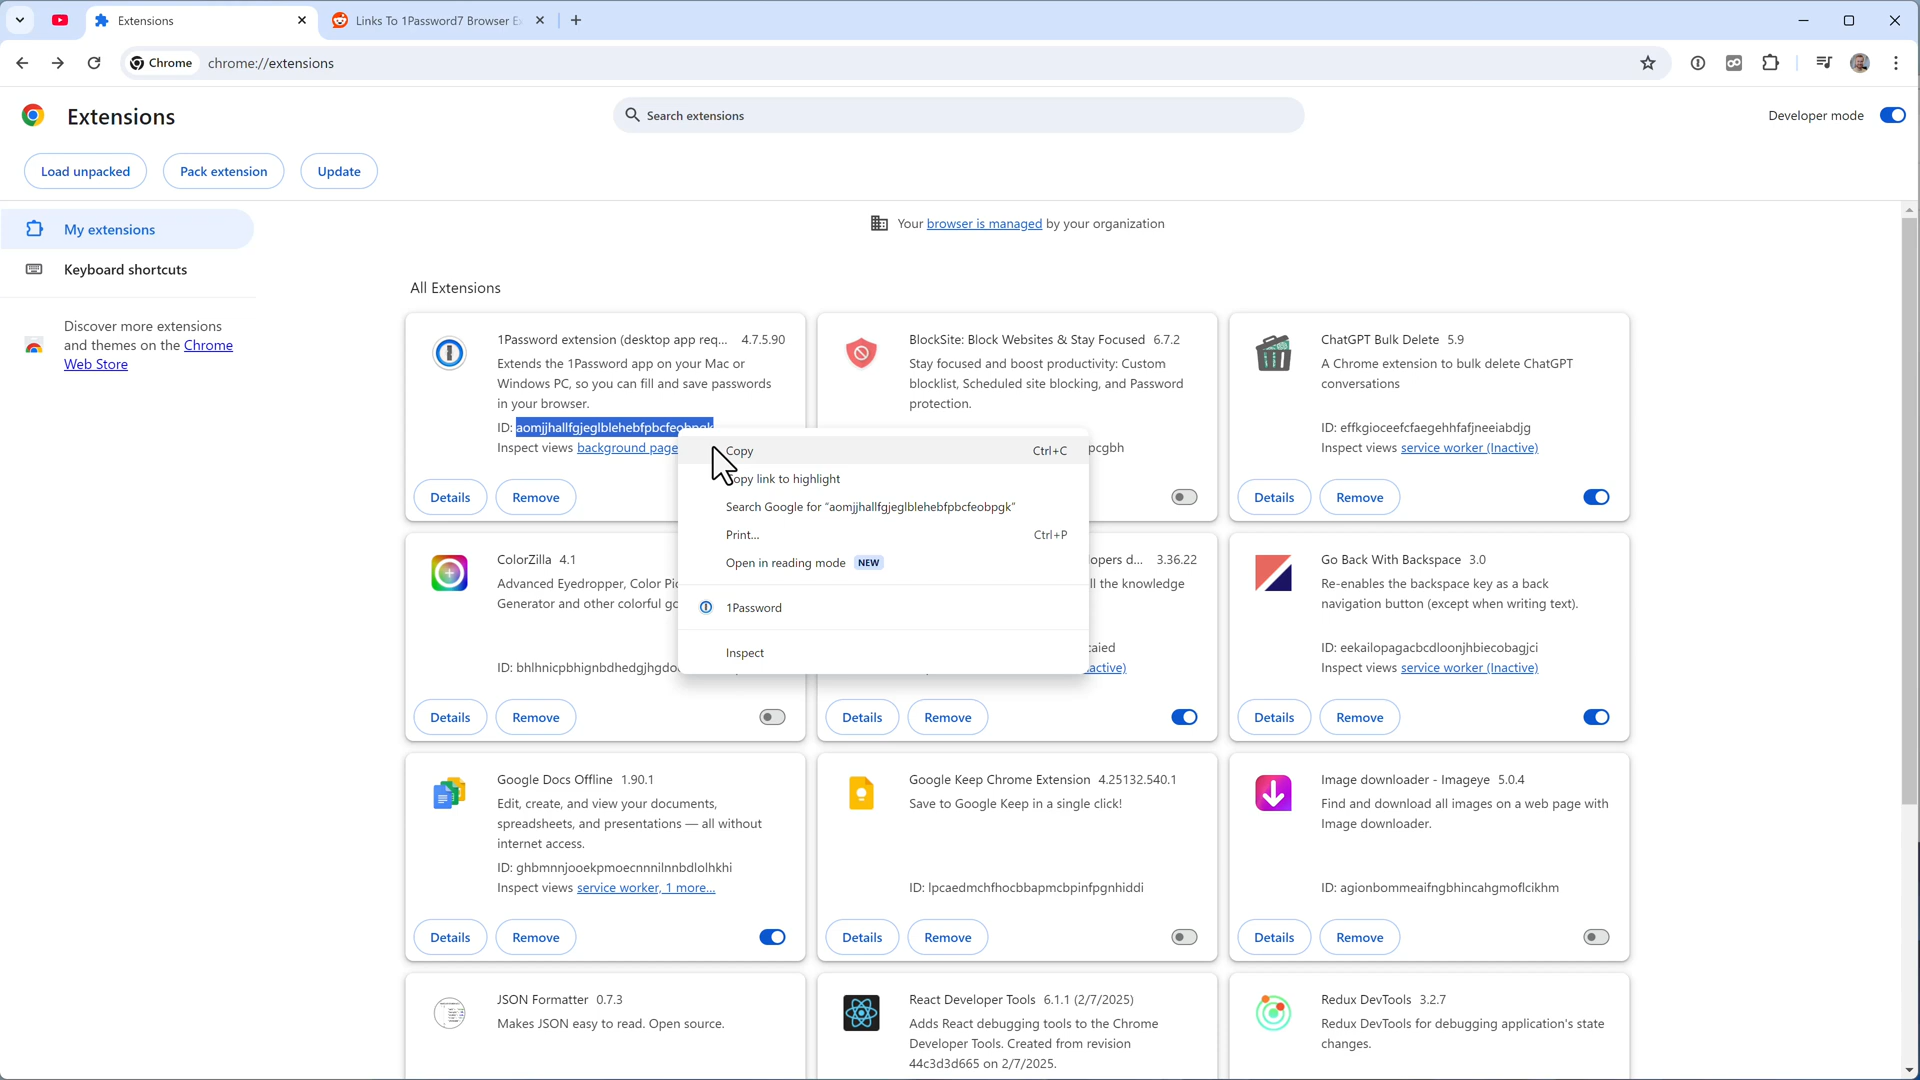 Extensions
Links To 1Password7 Browser E
Chrome
chrome://extensions
Extensions
Search extensions
Developer mode
Load unpacked
Pack extension
Update
My extensions
Keyboard shortcuts
Discover more extensions
and themes on the Chrome
Web Store
Your browser is managed by your organization
All Extensions
1Password extension (desktop app req... 4.7.5.90
Extends the 1Password app on your Mac or
Windows PC, so you can fill and save passwords
in your browser.
ID: aomjjhallfgjeglblehebfpbcfeobpgk
Inspect views background page
Details
Remove
BlockSite: Block Websites & Stay Focused 6.7.2
Stay focused and boost productivity: Custom
blocklist, Scheduled site blocking, and Password
protection.
pcgbh
ChatGPT Bulk Delete 5.9
A Chrome extension to bulk delete ChatGPT
conversations
ID: effkgioceefcfaegehhfafjneeiabdjg
Inspect views service worker (Inactive)
Details
Remove
Copy Ctrl+C
opy link to highlight
Search Google for "aomjjhallfgjeglblehebfpbcfeobpgk"
Print... Ctrl+P
Open in reading mode NEW
1Password
Inspect
ColorZilla 4.1
Advanced Eyedropper, Color Pi
Generator and other colorful go
ID: bhlhnicpbhignbdhedgjhgdo
Details
Remove
opers d... 3.36.22
ll the knowledge
caied
active)
Details
Remove
Go Back With Backspace 3.0
Re-enables the backspace key as a back
navigation button (except when writing text).
ID: eekailopagacbcdloonjhbiecobagjci
Inspect views service worker (Inactive)
Details
Remove
Google Docs Offline 1.90.1
Edit, create, and view your documents,
spreadsheets, and presentations — all without
internet access.
ID: ghbmnnjooekpmoecnnnilnnbdlolhkhi
Inspect views service worker, 1 more...
Details
Remove
Google Keep Chrome Extension 4.25132.540.1
Save to Google Keep in a single click!
ID: lpcaedmchfhocbbapmcbpinfpgnhiddi
Details
Remove
Image downloader - Imageye 5.0.4
Find and download all images on a web page with
Image downloader.
ID: agionbommeaifngbhincahgmoflcikhm
Details
Remove
JSON Formatter 0.7.3
Makes JSON easy to read. Open source.
React Developer Tools 6.1.1 (2/7/2025)
Adds React debugging tools to the Chrome
Developer Tools. Created from revision
44c3d3d665 on 2/7/2025.
Redux DevTools 3.2.7
Redux DevTools for debugging application's state
changes.